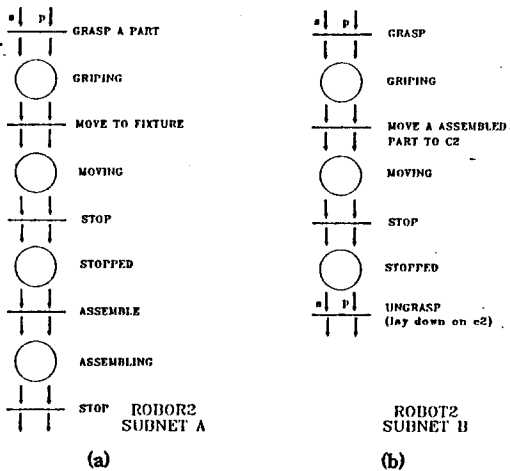 s p
GRASP A PART
GRIPING
MOVE TO FIXTURE
MOVING
STOP
STOPPED
ASSEMBLE
ASSEMBLING
STOP
ROBOR2
SUBNET A
(a)
s p
GRASP
GRIPING
MOVE A ASSEMBLED
PART TO C2
MOVING
STOP
STOPPED
s p
UNGRASP
(lay down on c2)
ROBOT2
SUBNET B
(b)